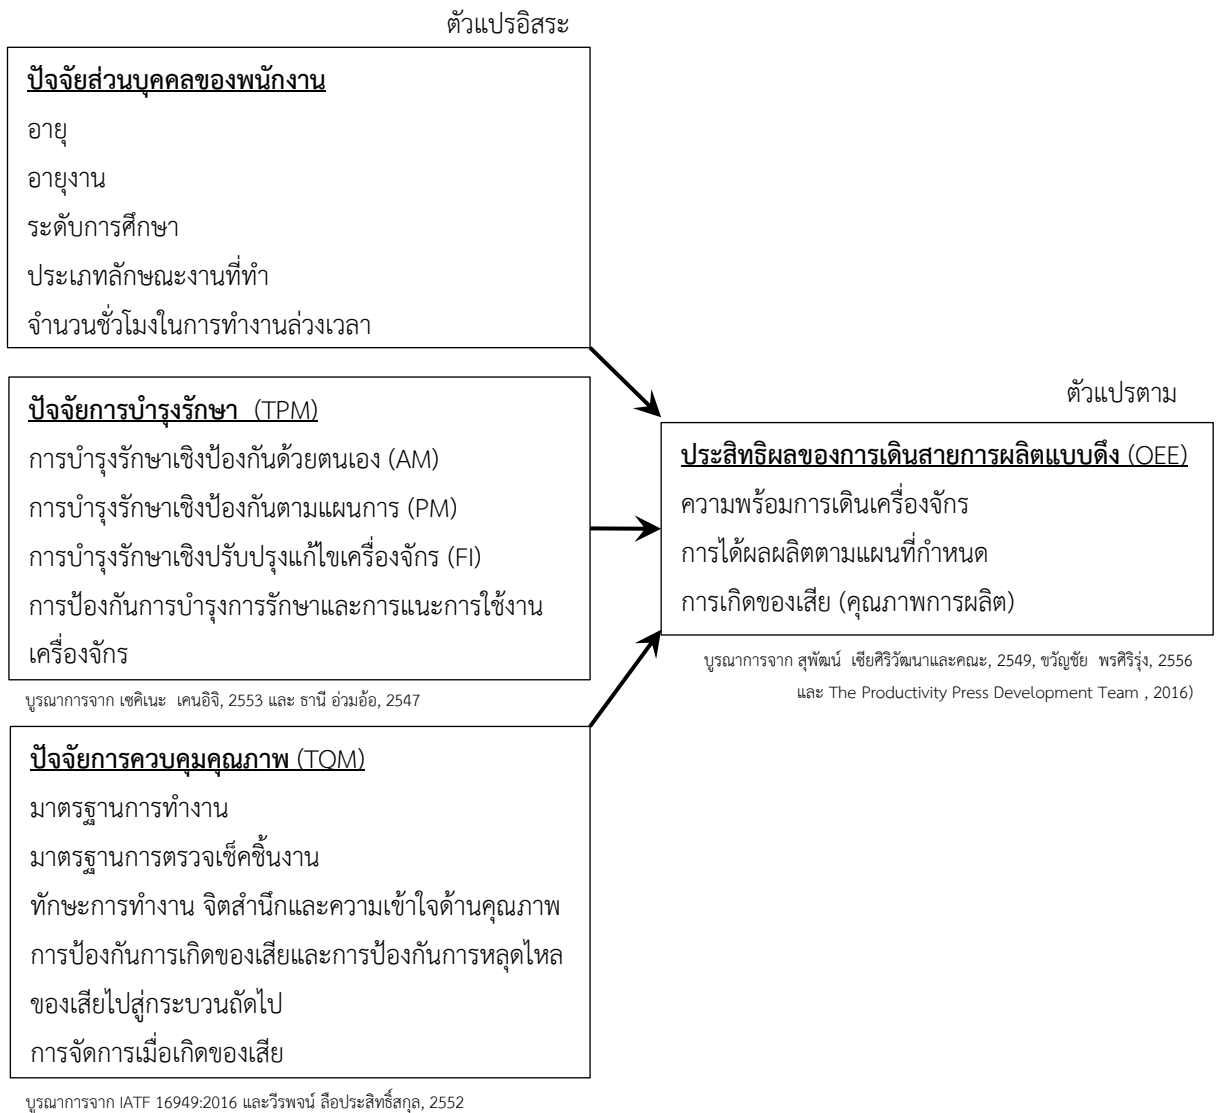 ตัวแปรอิสระ
ปัจจัยส่วนบุคคลของพนักงาน
อายุ
อายุงาน
ระดับการศึกษา
ประเภทลักษณะงานที่ทำ
จำนวนชั่วโมงในการทำงานล่วงเวลา
ปัจจัยการบำรุงรักษา (TPM)
การบำรุงรักษาเชิงป้องกันด้วยตนเอง (AM)
การบำรุงรักษาเชิงป้องกันตามแผนการ (PM)
การบำรุงรักษาเชิงปรับปรุงแก้ไขเครื่องจักร (FI)
การป้องกันการบำรุงการรักษาและการแนะการใช้งาน
เครื่องจักร
บูรณาการจาก เซคิเนะ เคนอิจิ, 2553 และ ธานี อ่วมอ้อ, 2547
ปัจจัยการควบคุมคุณภาพ (TQM)
มาตรฐานการทำงาน
มาตรฐานการตรวจเช็คชิ้นงาน
ทักษะการทำงาน จิตสำนึกและความเข้าใจด้านคุณภาพ
การป้องกันการเกิดของเสียและการป้องกันการหลุดไหล
ของเสียไปสู่กระบวนถัดไป
การจัดการเมื่อเกิดของเสีย
บูรณาการจาก IATF 16949:2016 และวีรพจน์ ลือประสิทธิ์สกุล, 2552
ตัวแปรตาม
ประสิทธิผลของการเดินสายการผลิตแบบดึง (OEE)
ความพร้อมการเดินเครื่องจักร
การได้ผลผลิตตามแผนที่กำหนด
การเกิดของเสีย (คุณภาพการผลิต)
บูรณาการจาก สุพัฒน์ เซียศิริวัฒนาและคณะ, 2549, ขวัญชัย พรศิริรุ่ง, 2556
และ The Productivity Press Development Team , 2016)